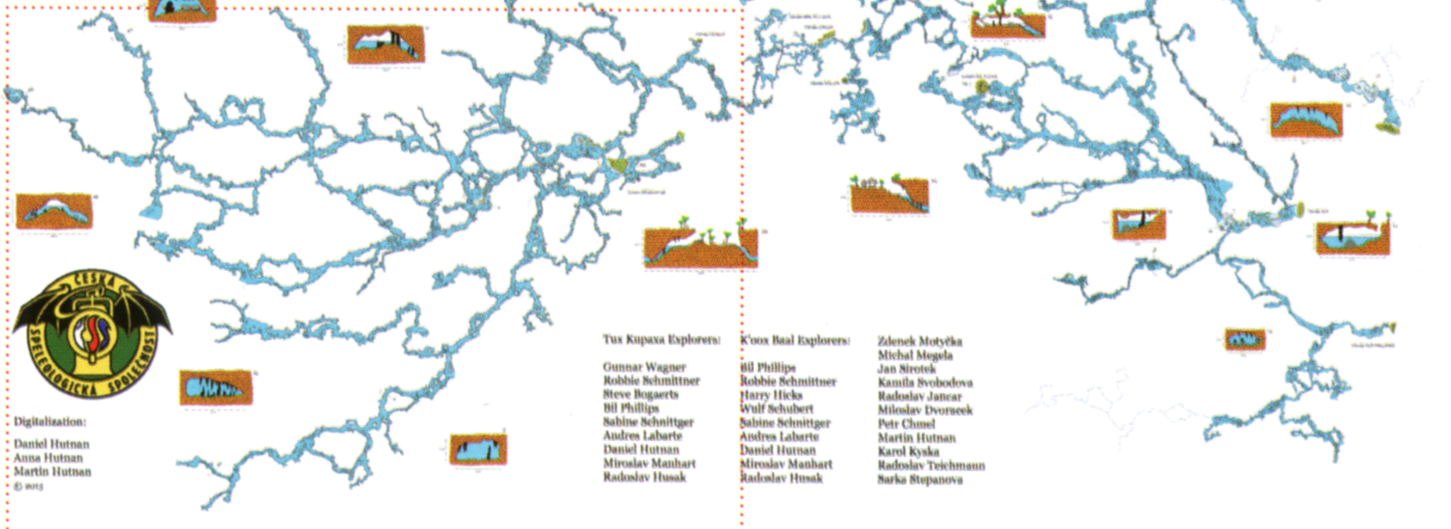 ČESKÁ
SPELEOLOGICKÁ SPOLEČNOST
Digitalization:
Daniel Hutnan
Anna Hutnan
Martin Hutnan
© 2013
Tux Kupaxa Explorers:
Gunnar Wagner
Robbie Schmittner
Steve Bogaerts
Bil Phillips
Sabine Schnittger
Andres Labarte
Daniel Hutnan
Miroslav Manhart
Radoslav Husak
K'oox Baal Explorers:
Bil Phillips
Robbie Schmittner
Harry Hicks
Wulf Schubert
Sabine Schnittger
Andres Labarte
Daniel Hutnan
Miroslav Manhart
Radoslav Husak
Zdenek Motyčka
Michal Megela
Jan Sirotek
Kamila Svobodova
Radoslav Jancar
Miloslav Dvoracek
Petr Chmel
Martin Hutnan
Karol Kyska
Radoslav Teichmann
Sarka Stepanova